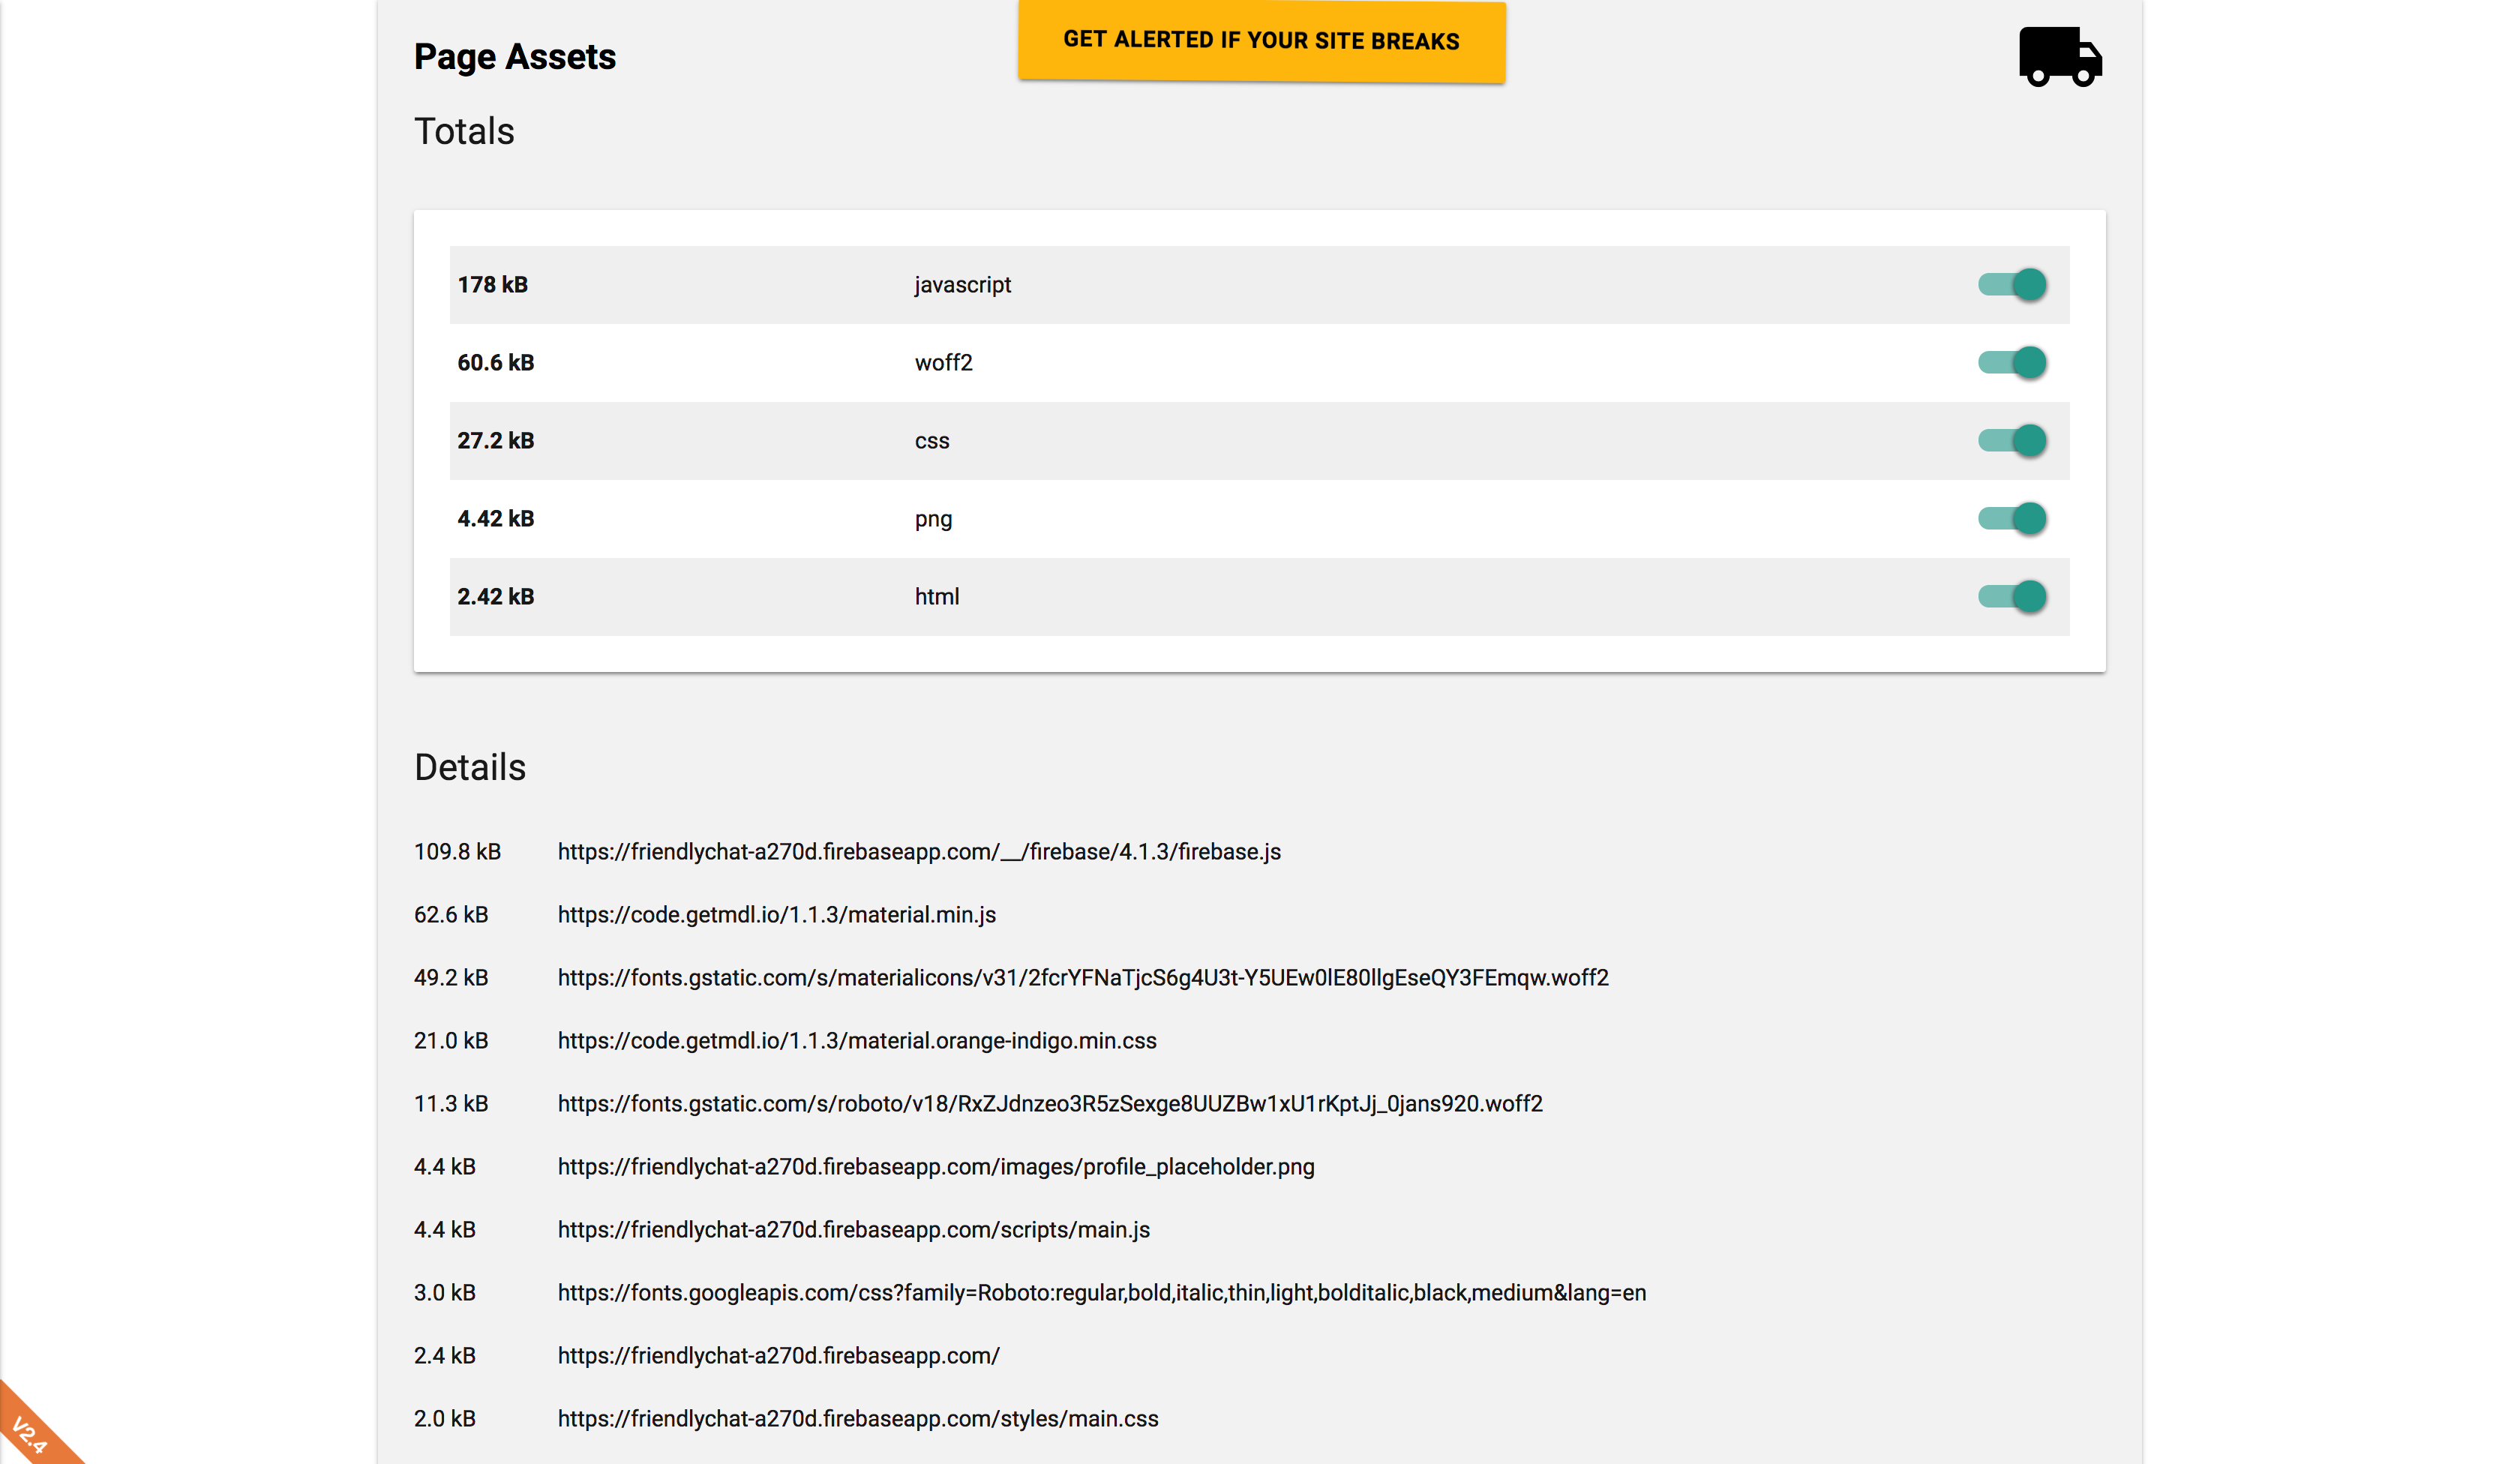 GET ALERTED IF YOUR SITE BREAKS
Page Assets
Totals
178 kB javascript
60.6 kB woff2
27.2 kB css
4.42 kB png
2.42 kB html
Details
109.8 kB https://friendlychat-a270d.firebaseapp.com/__/firebase/4.1.3/firebase.js
62.6 kB https://code.getmdl.io/1.1.3/material.min.js
49.2 kB https://fonts.gstatic.com/s/materialicons/v31/2fcrYFNaTjcS6g4U3t-Y5UEw0lE80llgEseQY3FEmqw.woff2
21.0 kB https://code.getmdl.io/1.1.3/material.orange-indigo.min.css
11.3 kB https://fonts.gstatic.com/s/roboto/v18/RxZJdnzeo3R5zSexge8UUZBw1xU1rKptJj_0jans920.woff2
4.4 kB https://friendlychat-a270d.firebaseapp.com/images/profile_placeholder.png
4.4 kB https://friendlychat-a270d.firebaseapp.com/scripts/main.js
3.0 kB https://fonts.googleapis.com/css?family=Roboto:regular,bold,italic,thin,light,bolditalic,black,medium&lang=en
2.4 kB https://friendlychat-a270d.firebaseapp.com/
2.0 kB https://friendlychat-a270d.firebaseapp.com/styles/main.css
V2.4